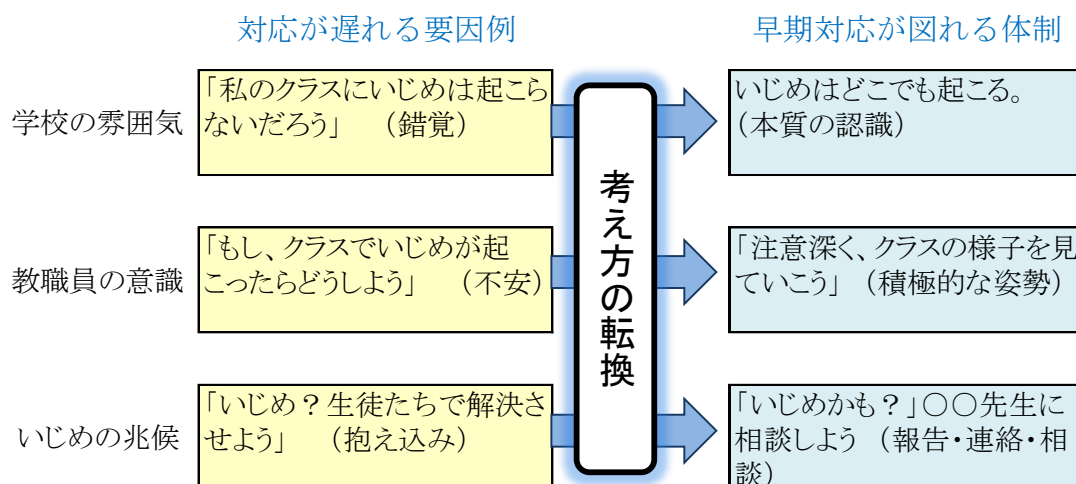 対応が遅れる要因例
早期対応が図れる体制
学校の雰囲気
「私のクラスにいじめは起こら
ないだろう」　（錯覚）
いじめはどこでも起こる。
（本質の認識）
考え方の転換
教職員の意識
「もし、クラスでいじめが起
こったらどうしよう」　（不安）
「注意深く、クラスの様子を見
ていこう」（積極的な姿勢）
いじめの兆候
「いじめ？生徒たちで解決さ
せよう」　（抱え込み）
「いじめかも？」○○先生に
相談しよう（報告・連絡・相
談）